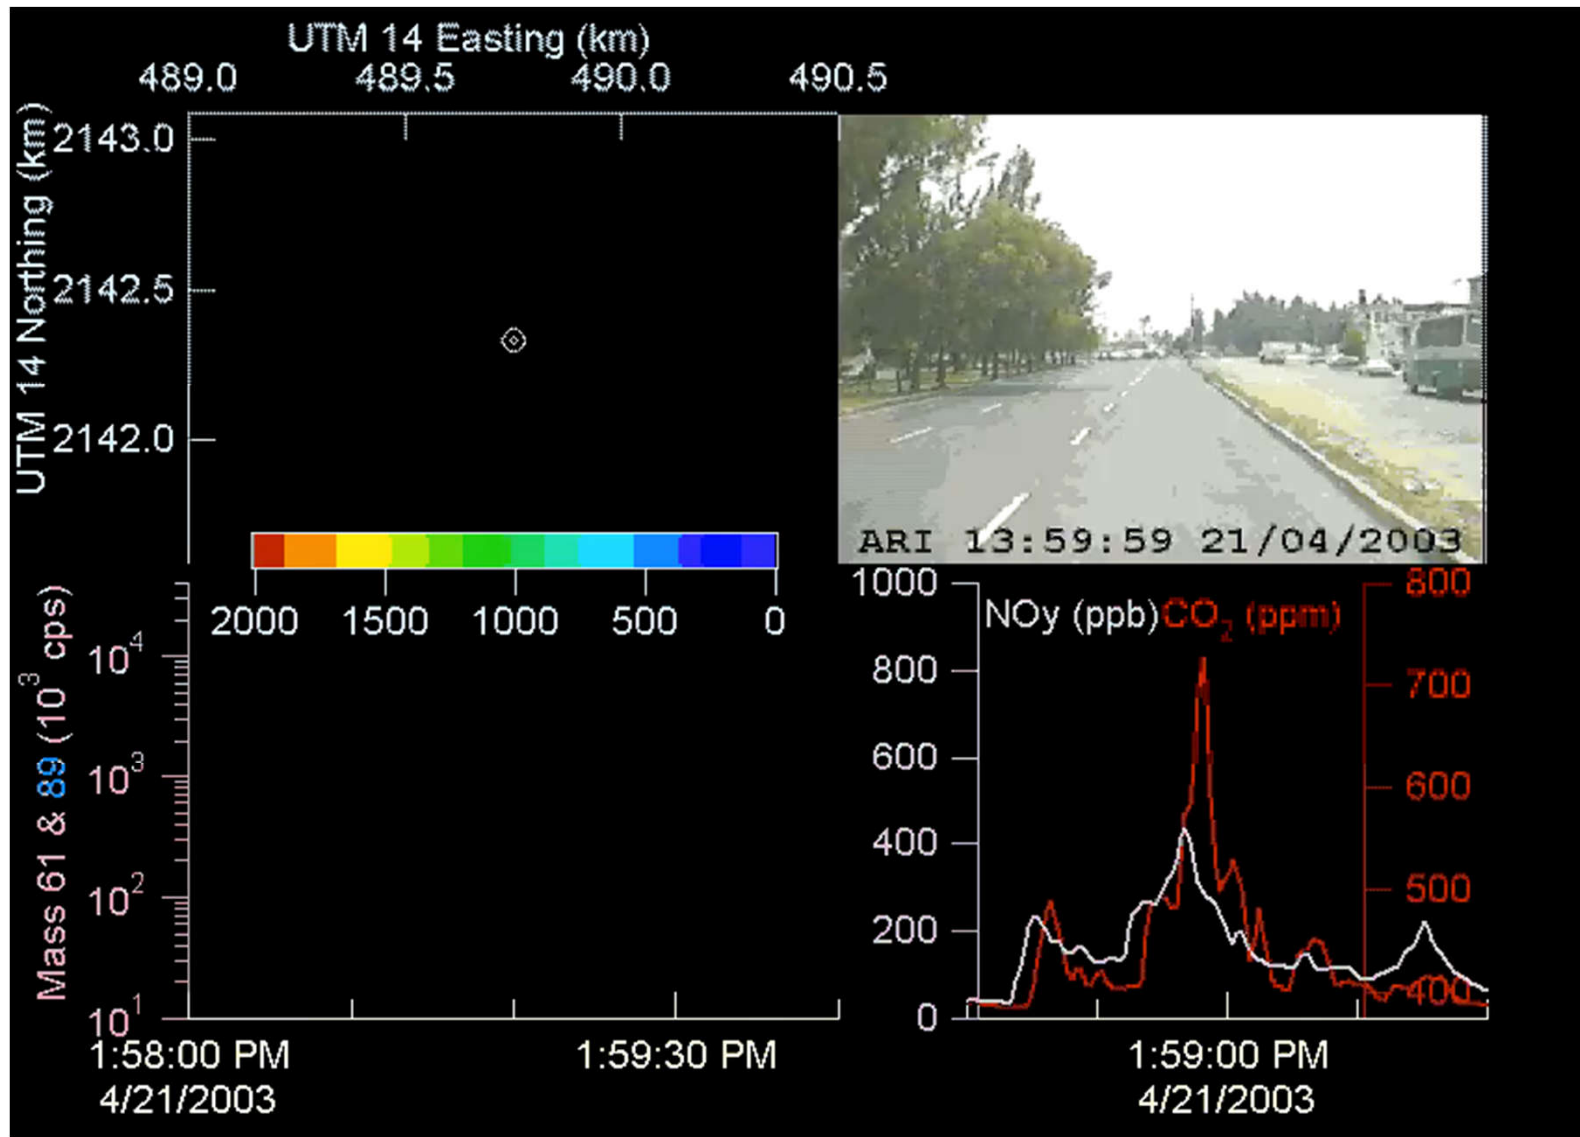 UTM 14 Easting (km)
489.0 489.5 490.0 490.5
UTM 14 Northing (km)
2143.0
2142.5
2142.0
2000 1500 1000 500 0
ARI 13:59:59 21/04/2003
Mass 61 & 89 (10³ cps)
10⁴
10³
10²
10¹
1:58:00 PM 1:59:30 PM
4/21/2003
NOy (ppb) CO₂ (ppm)
1000
800
600
400
200
0
800
700
600
500
400
1:59:00 PM
4/21/2003